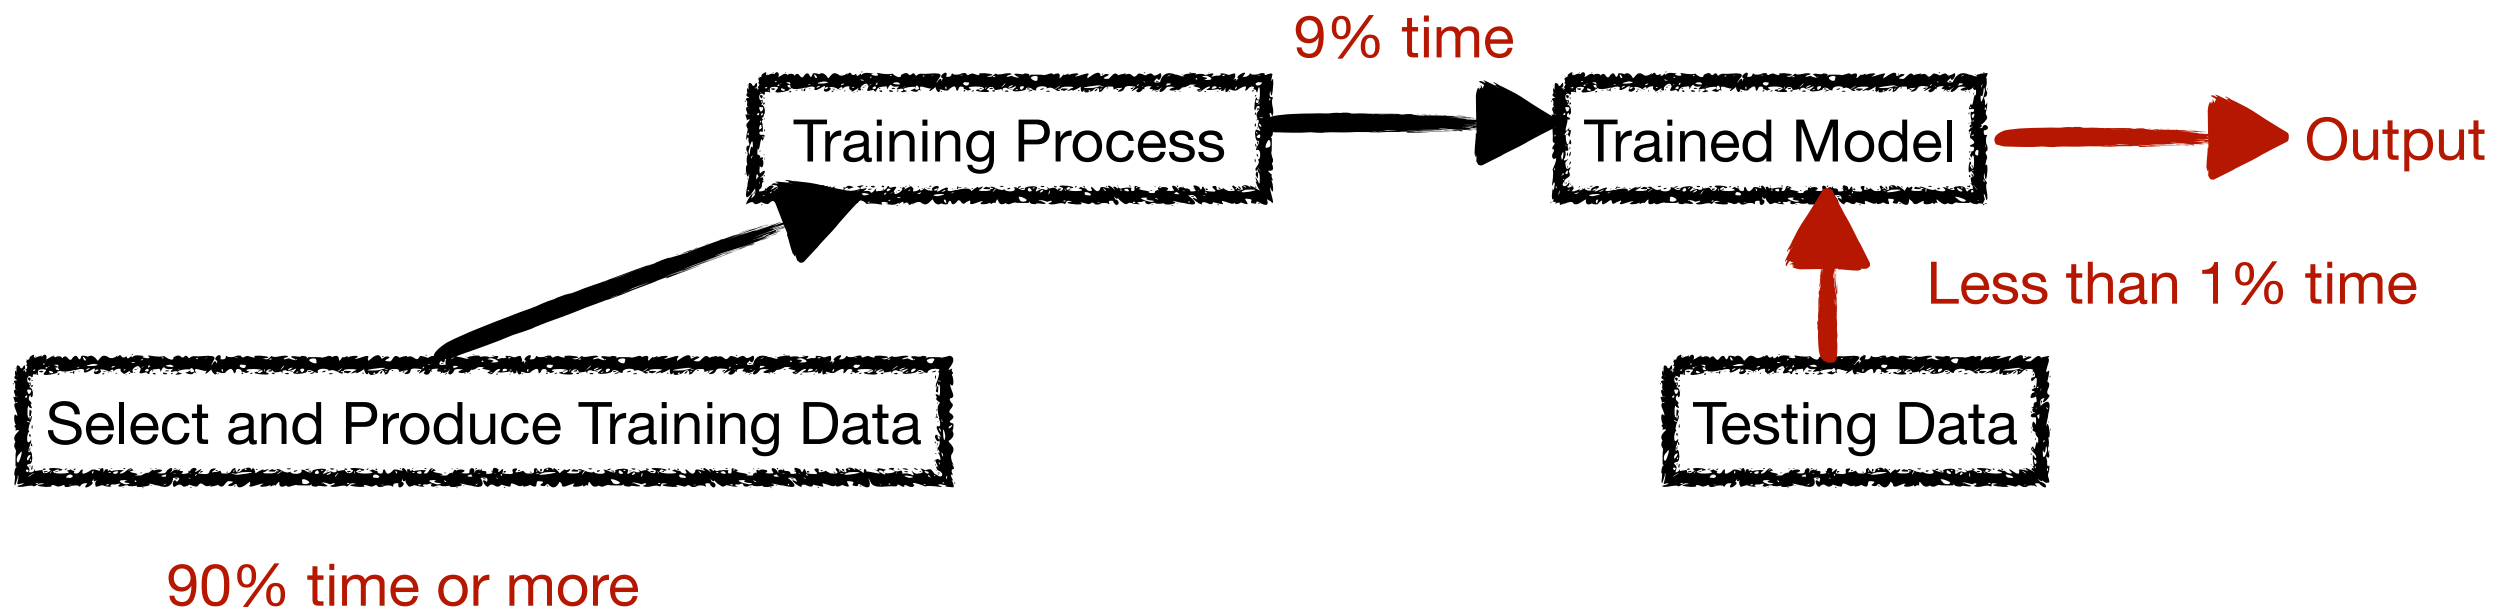 9% time
Training Process
Trained Model
Output
Less than 1% time
Select and Produce Training Data
Testing Data
90% time or more